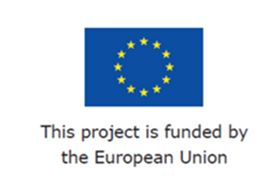 This project is funded by
the European Union